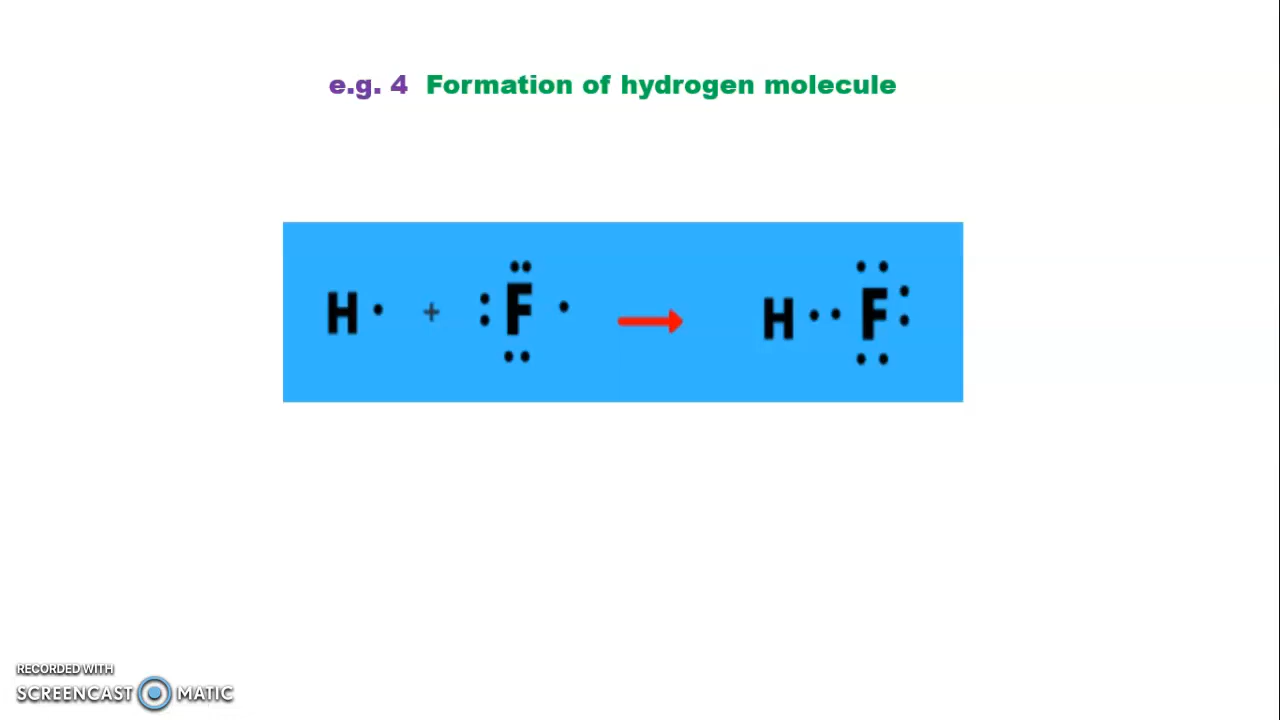 e.g. 4 Formation of hydrogen molecule
H · + :F̤̈ · → H ·· F̤̈:
RECORDED WITH
SCREENCAST MATIC